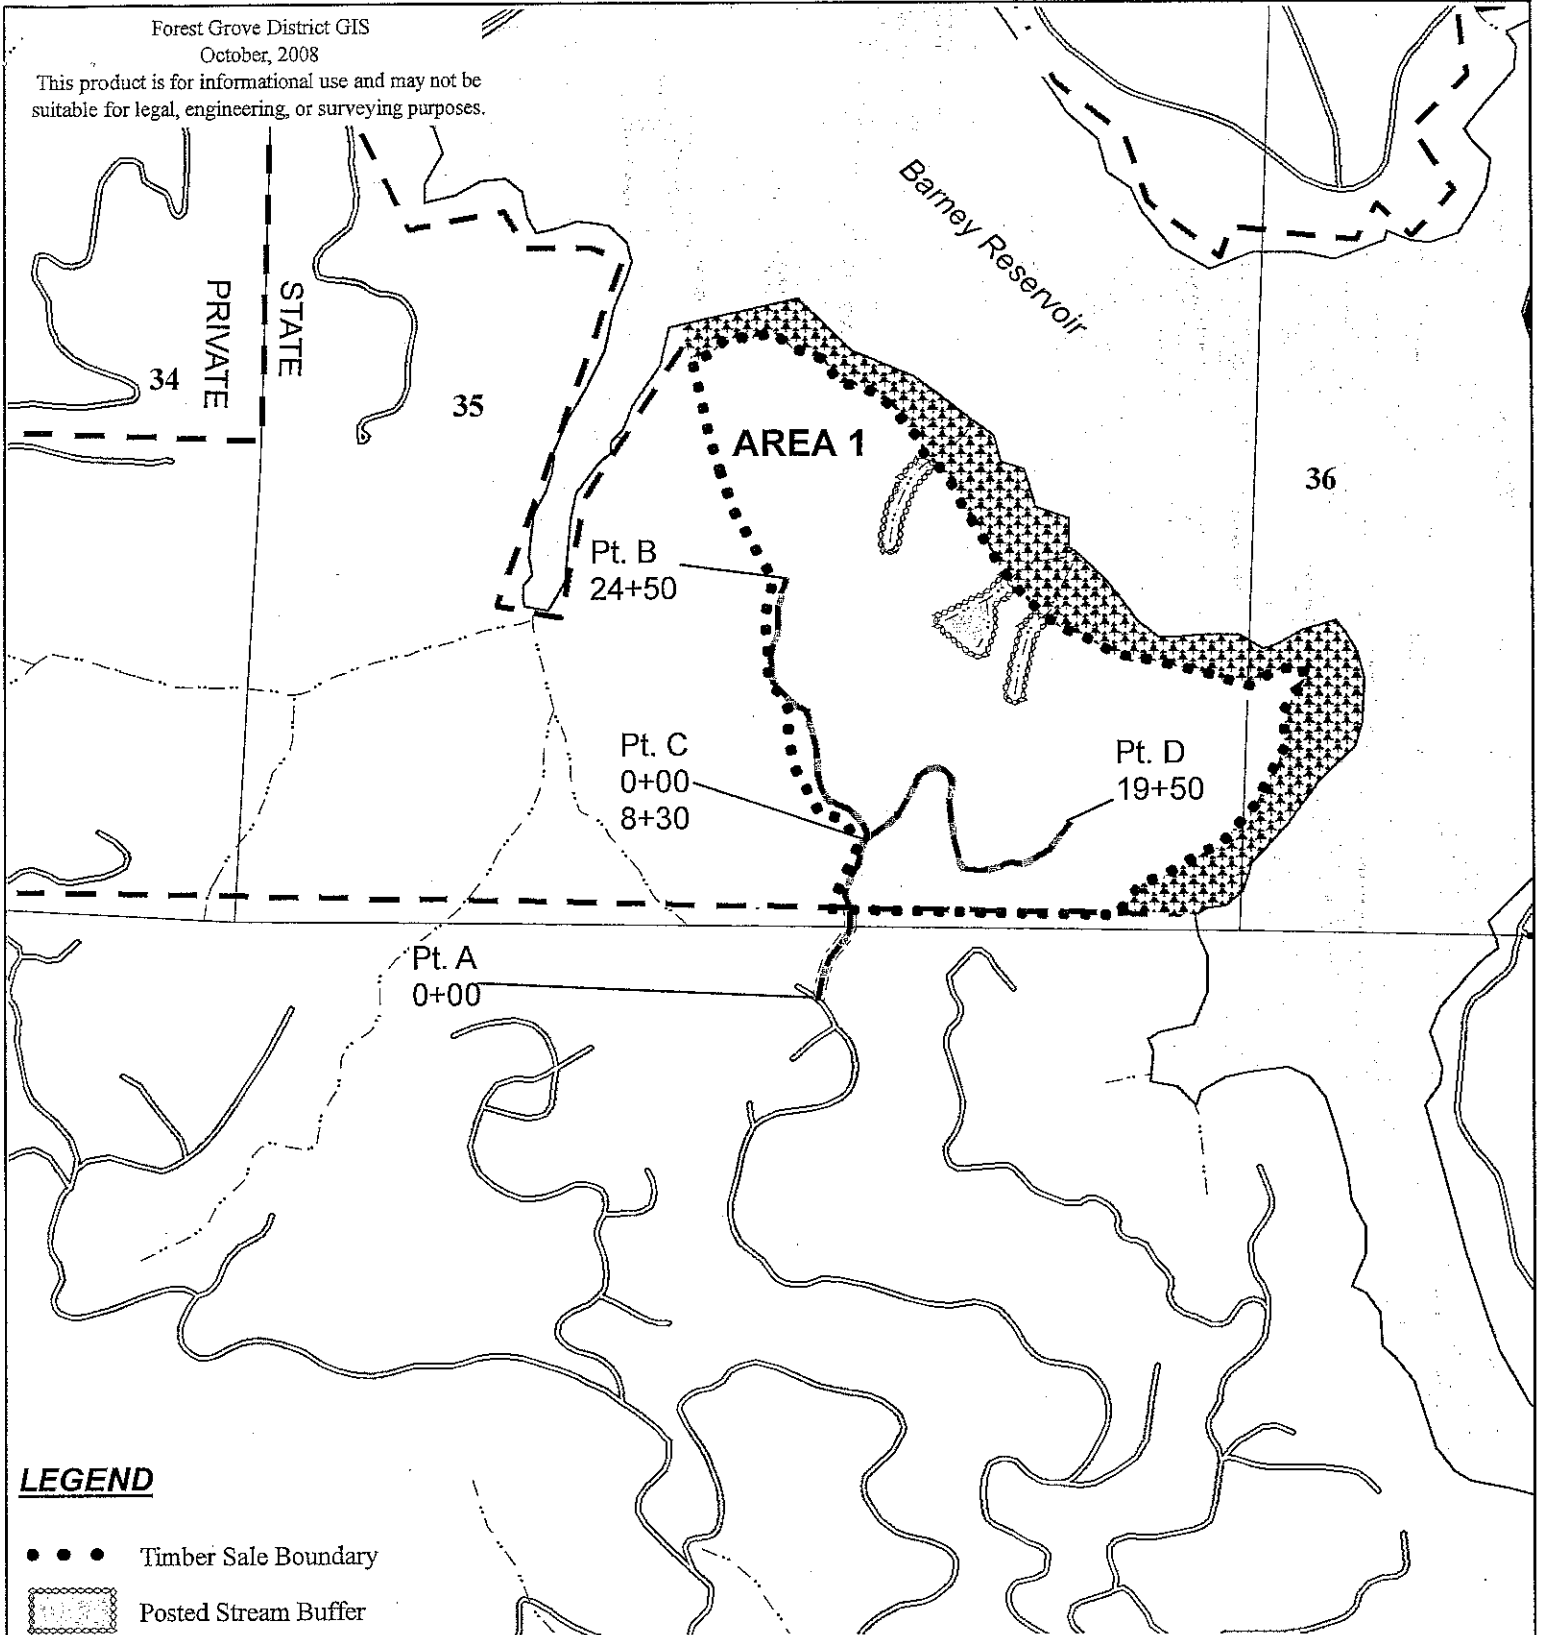 Forest Grove District GIS
October, 2008
This product is for informational use and may not be
suitable for legal, engineering, or surveying purposes.
Barney Reservoir
STATE
PRIVATE
34
35
AREA 1
36
Pt. B
24+50
Pt. C
0+00
8+30
Pt. D
19+50
Pt. A
0+00
LEGEND
Timber Sale Boundary
Posted Stream Buffer